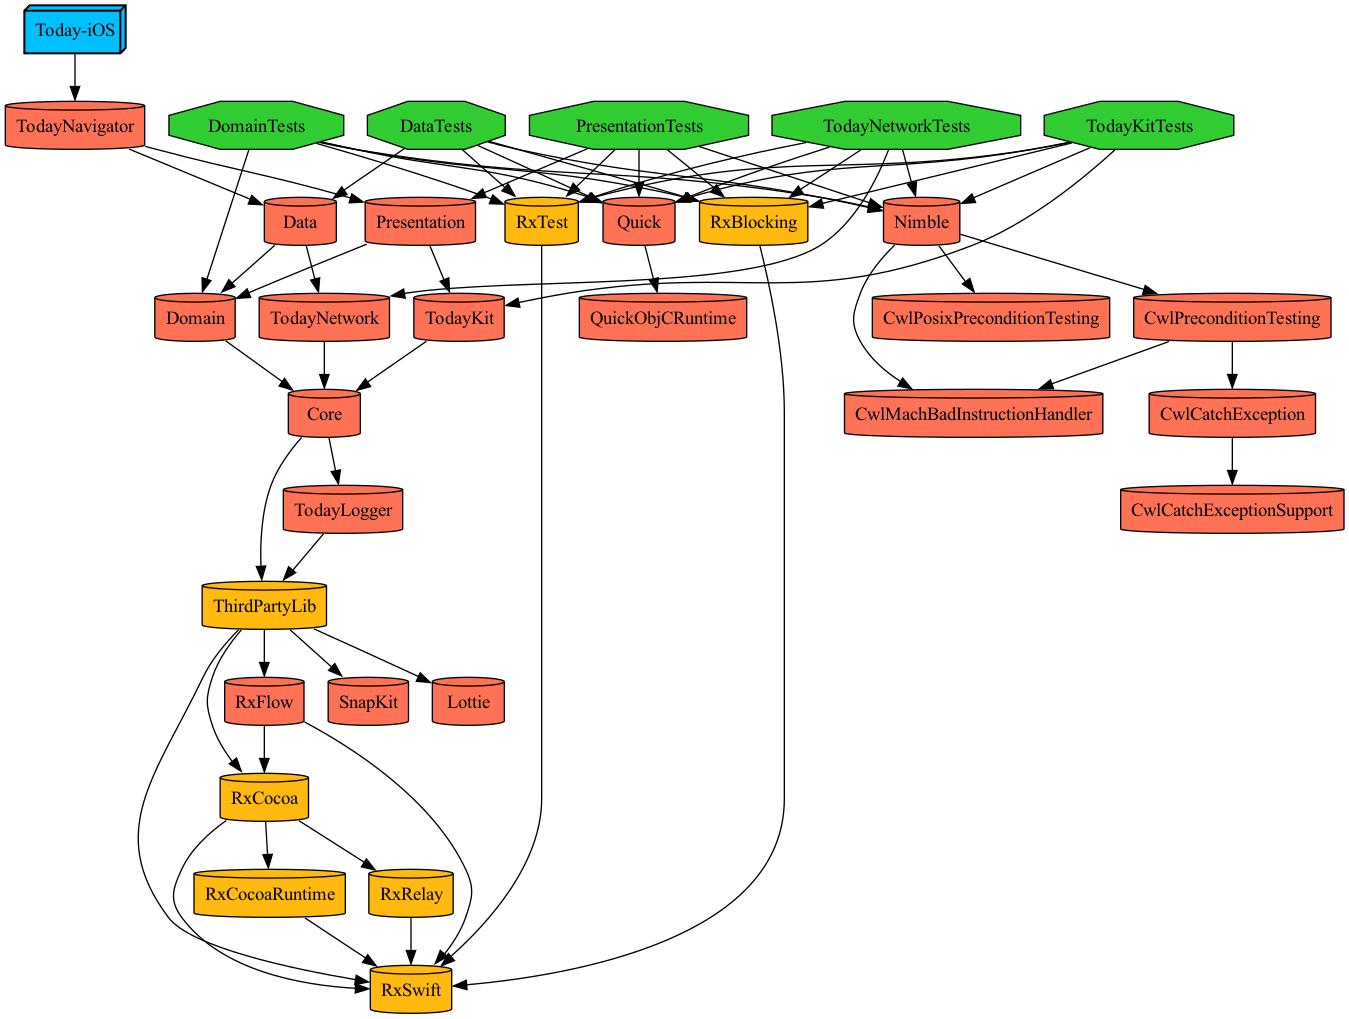 Today-iOS
TodayNavigator
DomainTests
DataTests
PresentationTests
TodayNetworkTests
TodayKitTests
Data
Presentation
RxTest
Quick
RxBlocking
Nimble
Domain
TodayNetwork
TodayKit
QuickObjCRuntime
CwlPosixPreconditionTesting
CwlPreconditionTesting
Core
CwlMachBadInstructionHandler
CwlCatchException
TodayLogger
CwlCatchExceptionSupport
ThirdPartyLib
RxFlow
SnapKit
Lottie
RxCocoa
RxCocoaRuntime
RxRelay
RxSwift